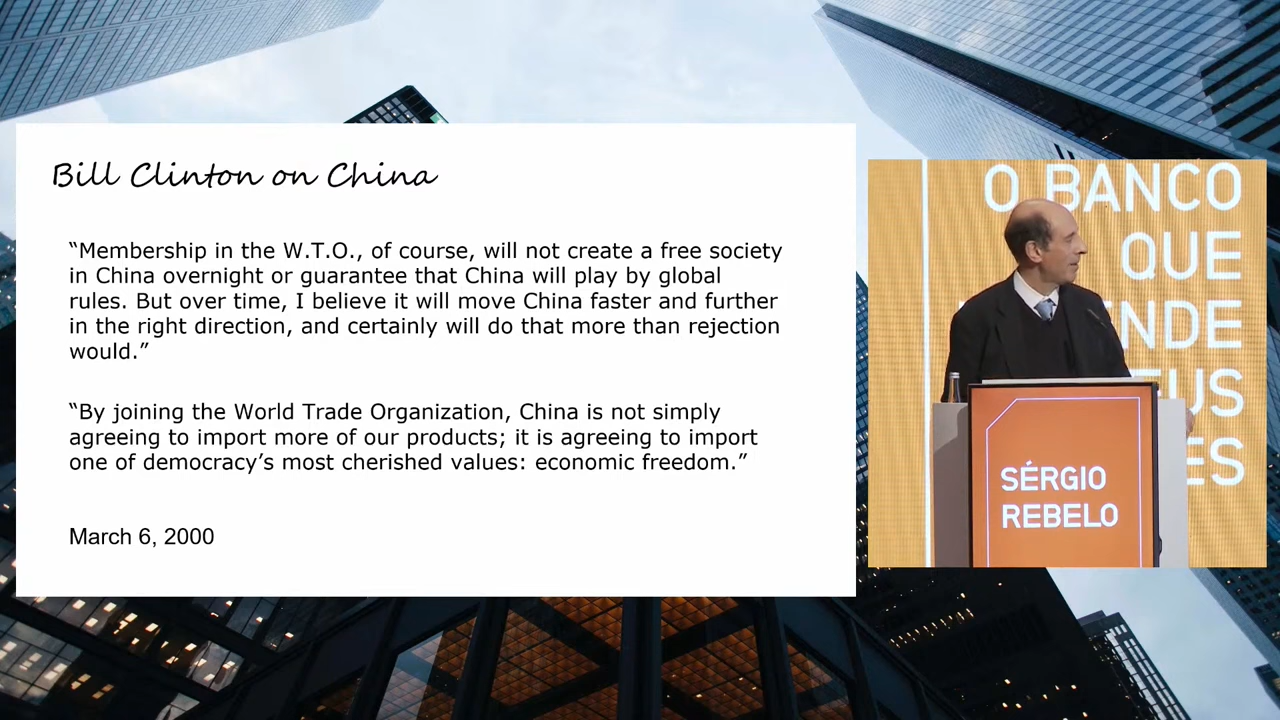 Bill Clinton on China
“Membership in the W.T.O., of course, will not create a free society
in China overnight or guarantee that China will play by global
rules. But over time, I believe it will move China faster and further
in the right direction, and certainly will do that more than rejection
would.”
“By joining the World Trade Organization, China is not simply
agreeing to import more of our products; it is agreeing to import
one of democracy’s most cherished values: economic freedom.”
March 6, 2000
O BANCO
QUE
SÉRGIO
REBELO